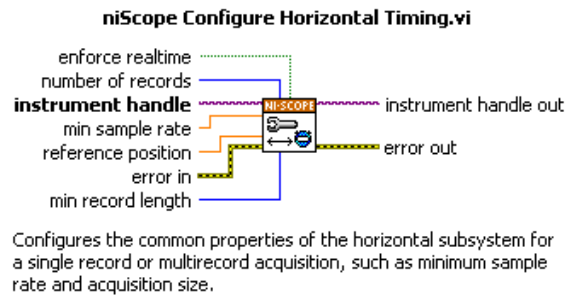 niScope Configure Horizontal Timing.vi
enforce realtime
number of records
instrument handle
NI-SCOPE
instrument handle out
min sample rate
reference position
error out
error in
min record length
Configures the common properties of the horizontal subsystem for
a single record or multirecord acquisition, such as minimum sample
rate and acquisition size.